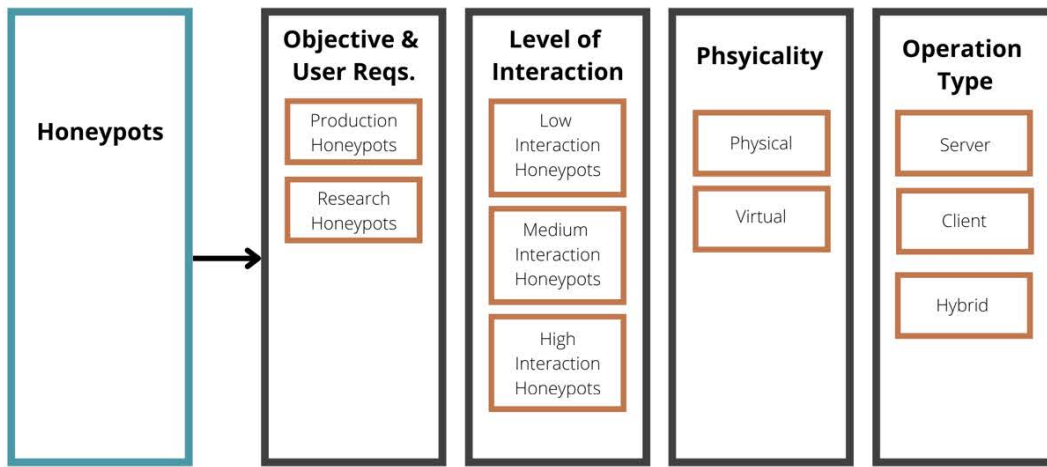 Honeypots
Objective &
User Reqs.
Production
Honeypots
Research
Honeypots
Level of
Interaction
Low
Interaction
Honeypots
Medium
Interaction
Honeypots
High
Interaction
Honeypots
Phsyicality
Physical
Virtual
Operation
Type
Server
Client
Hybrid